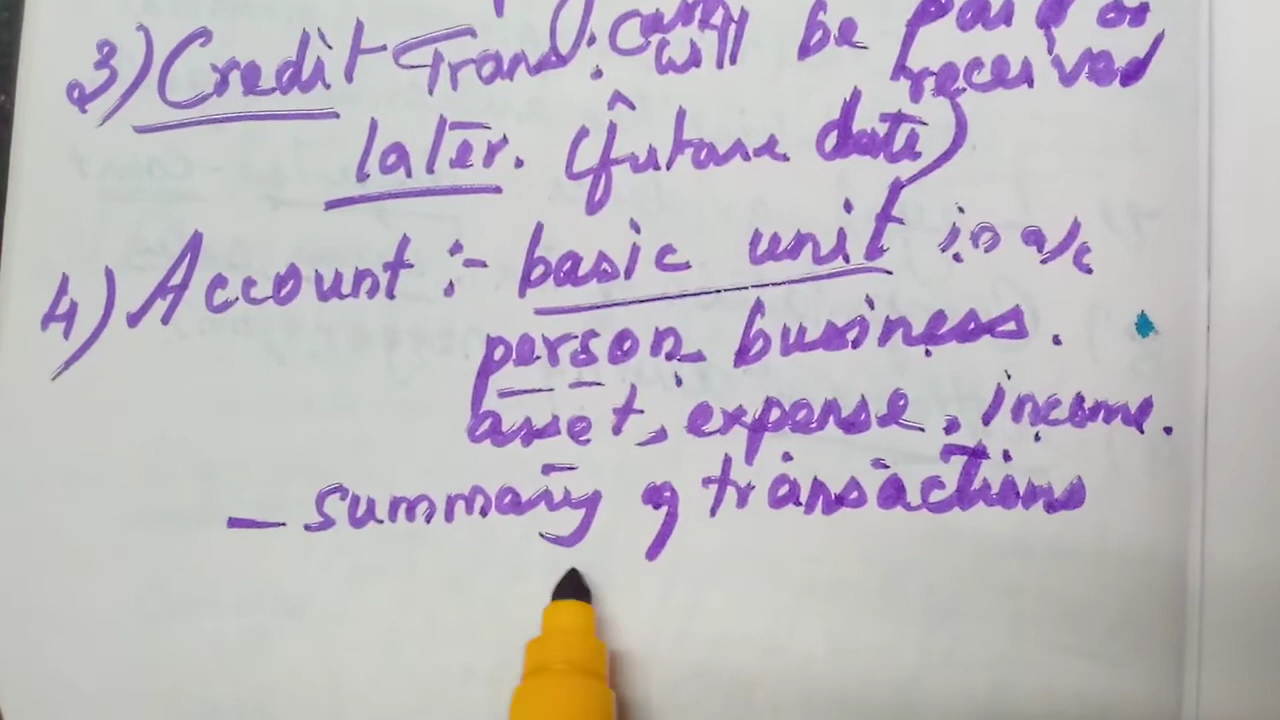 3) Credit Trans: Cash will be paid or
received
later. (future date)
4) Account :- basic unit in a/c
person business.
asset, expense, income.
– summary of transactions